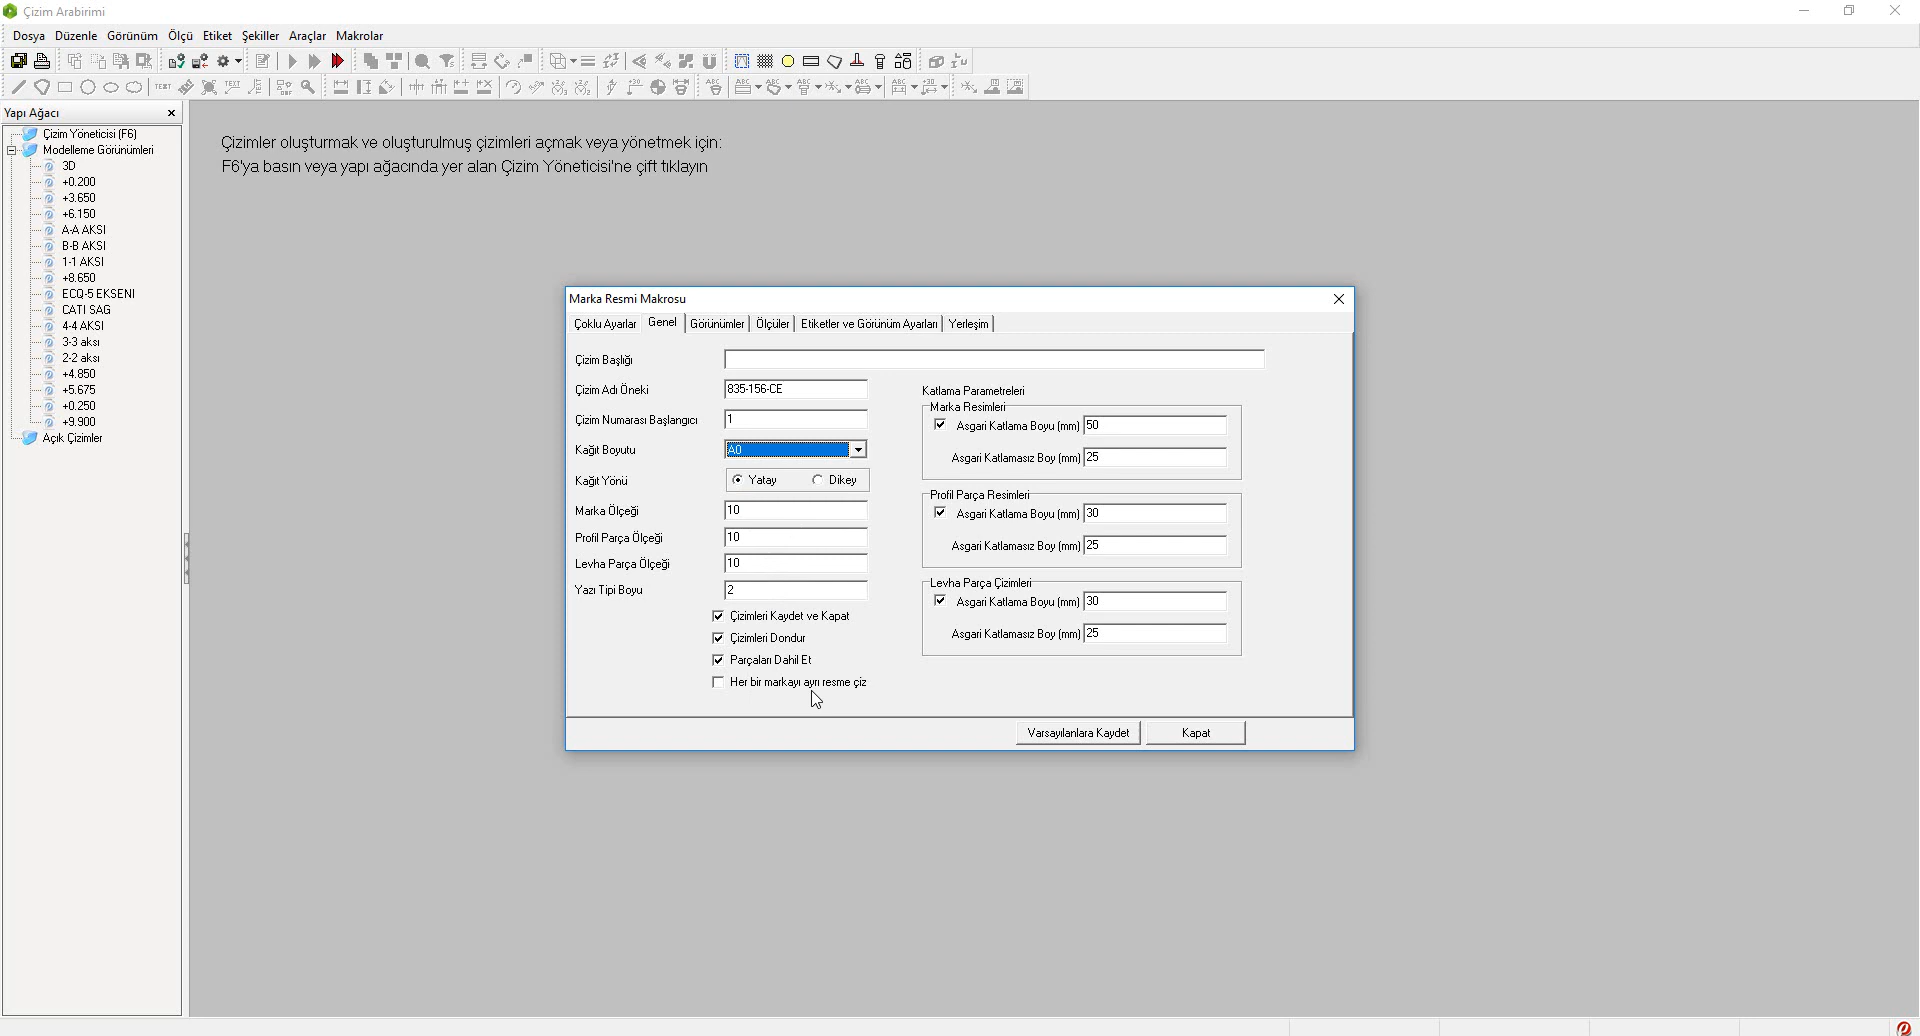 Çizim Arabirimi
Dosya Düzenle Görünüm Ölçü Etiket Şekiller Araçlar Makrolar
Yapı Ağacı
Çizim Yöneticisi (F6)
Modelleme Görünümleri
3D
+0.200
+3.650
+6.150
A-A AKSI
B-B AKSI
1-1 AKSI
+8.650
ECQ-5 EKSENI
CATI SAG
4-4 AKSI
3-3 aksı
2-2 aksı
+4.850
+5.675
+0.250
+9.900
Açık Çizimler
Çizimler oluşturmak ve oluşturulmuş çizimleri açmak veya yönetmek için:
F6'ya basın veya yapı ağacında yer alan Çizim Yöneticisi'ne çift tıklayın
Marka Resmi Makrosu
Çoklu Ayarlar Genel Görünümler Ölçüler Etiketler ve Görünüm Ayarları Yerleşim
Çizim Başlığı
Çizim Adı Öneki 835-156-CE
Çizim Numarası Başlangıcı 1
Kağıt Boyutu A0
Kağıt Yönü Yatay Dikey
Marka Ölçeği 10
Profil Parça Ölçeği 10
Levha Parça Ölçeği 10
Yazı Tipi Boyu 2
Çizimleri Kaydet ve Kapat
Çizimleri Dondur
Parçaları Dahil Et
Her bir markayı ayrı resme çiz
Katlama Parametreleri
Marka Resimleri
Asgari Katlama Boyu (mm) 50
Asgari Katlamasız Boy (mm) 25
Profil Parça Resimleri
Asgari Katlama Boyu (mm) 30
Asgari Katlamasız Boy (mm) 25
Levha Parça Çizimleri
Asgari Katlama Boyu (mm) 30
Asgari Katlamasız Boy (mm) 25
Varsayılanlara Kaydet Kapat